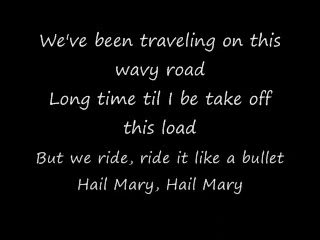 We've been traveling on this
wavy road
Long time til I be take off
this load
But we ride, ride it like a bullet
Hail Mary, Hail Mary